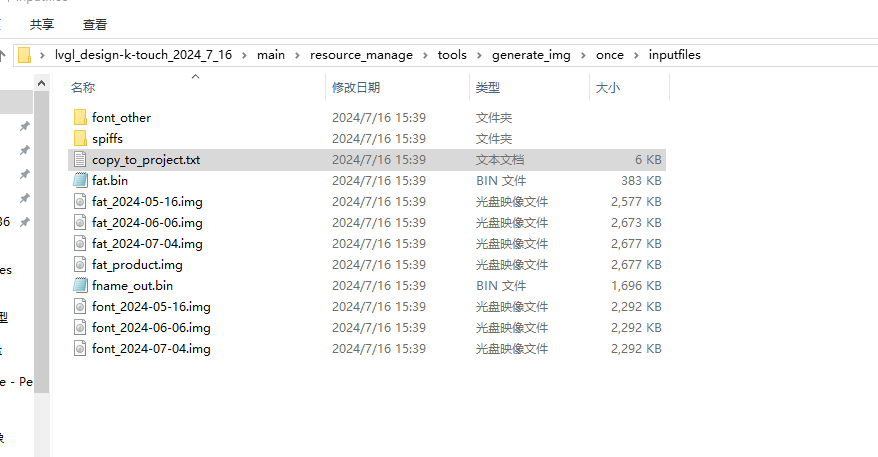 共享 查看
lvgl_design-k-touch_2024_7_16 › main › resource_manage › tools › generate_img › once › inputfiles
名称 修改日期 类型 大小
font_other 2024/7/16 15:39 文件夹
spiffs 2024/7/16 15:39 文件夹
copy_to_project.txt 2024/7/16 15:39 文本文档 6 KB
fat.bin 2024/7/16 15:39 BIN 文件 383 KB
fat_2024-05-16.img 2024/7/16 15:39 光盘映像文件 2,577 KB
fat_2024-06-06.img 2024/7/16 15:39 光盘映像文件 2,673 KB
fat_2024-07-04.img 2024/7/16 15:39 光盘映像文件 2,677 KB
fat_product.img 2024/7/16 15:39 光盘映像文件 2,677 KB
fname_out.bin 2024/7/16 15:39 BIN 文件 1,696 KB
font_2024-05-16.img 2024/7/16 15:39 光盘映像文件 2,292 KB
font_2024-06-06.img 2024/7/16 15:39 光盘映像文件 2,292 KB
font_2024-07-04.img 2024/7/16 15:39 光盘映像文件 2,292 KB